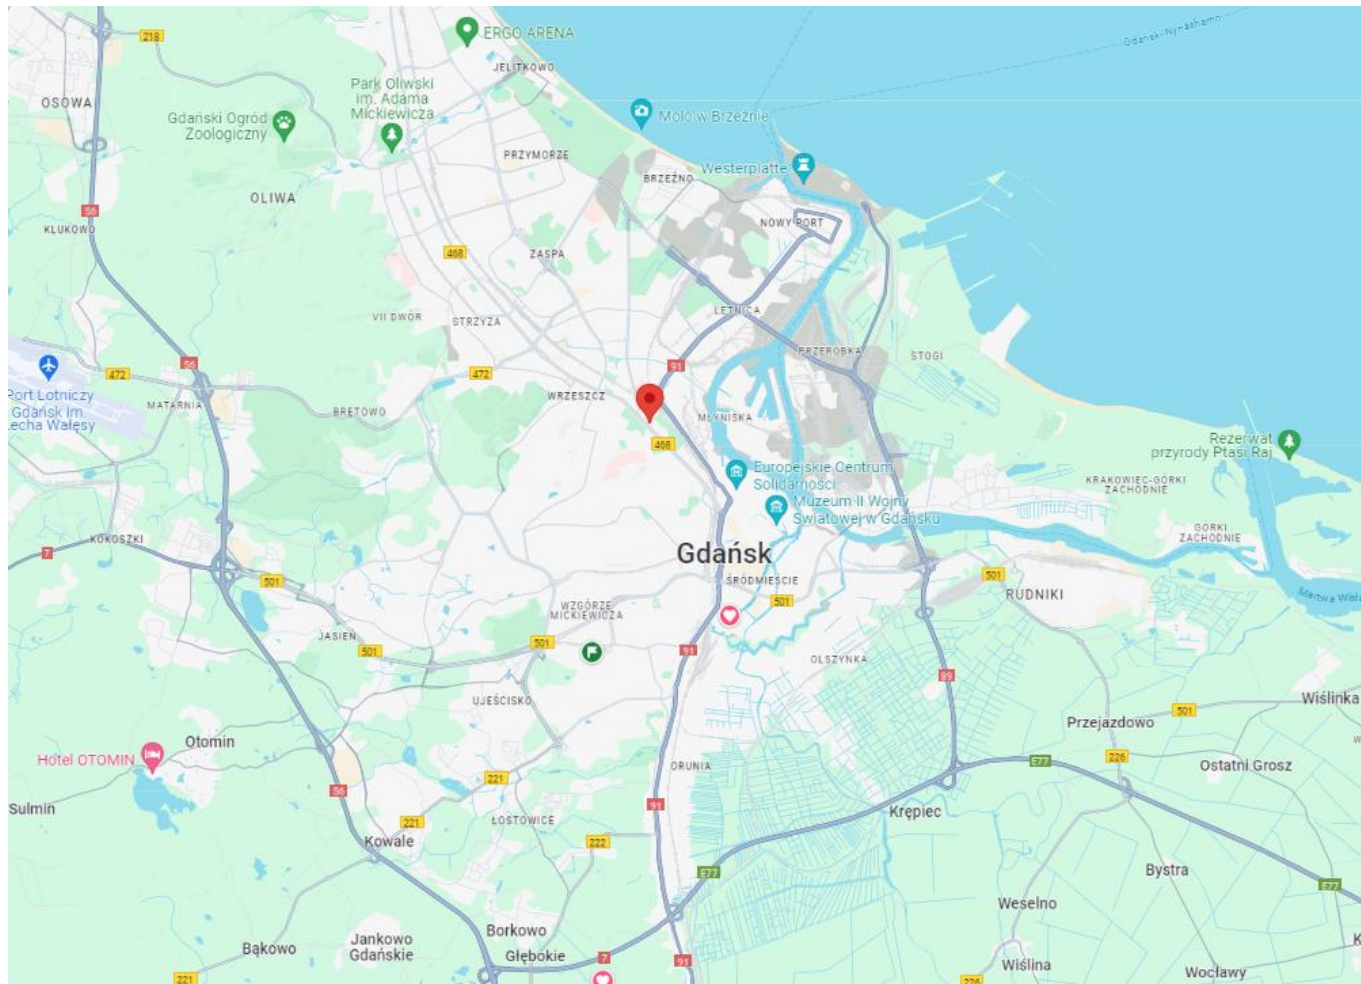 218
ERGO ARENA
Gdańsk-Nynäshamn
JELITKOWO
OSOWA
Park Oliwski
im. Adama
Mickiewicza
Gdański Ogród
Zoologiczny
Molo w Brzeźnie
PRZYMORZE
Westerplatte
BRZEŹNO
OLIWA
S6
KLUKOWO
NOWY PORT
468
ZASPA
LETNICA
VII DWÓR
STRZYŻA
PRZERÓBKA
STOGI
S6
91
472
472
Port Lotniczy
Gdańsk im.
Lecha Wałęsy
MATARNIA
BRĘTOWO
WRZESZCZ
MŁYNISKA
468
Rezerwat
przyrody Ptasi Raj
Europejskie Centrum
Solidarności
KRAKOWIEC-GÓRKI
ZACHODNIE
Muzeum II Wojny
Światowej w Gdańsku
GÓRKI
ZACHODNIE
KOKOSZKI
7
Gdańsk
501
ŚRÓDMIEŚCIE
501
501
RUDNIKI
Martwa Wisła
WZGÓRZE
MICKIEWICZA
JASIEŃ
501
501
91
OLSZYNKA
89
UJEŚCISKO
Wiślinka
501
Przejazdowo
Otomin
Hotel OTOMIN
ORUNIA
E77
226
Ostatni Grosz
221
S6
91
Sulmin
Krępiec
221
ŁOSTOWICE
222
Kowale
E77
Bystra
E77
Weselno
Borkowo
Jankowo
Gdańskie
Bąkowo
Głębokie
7
91
Wiślina
Wocławy
221
226